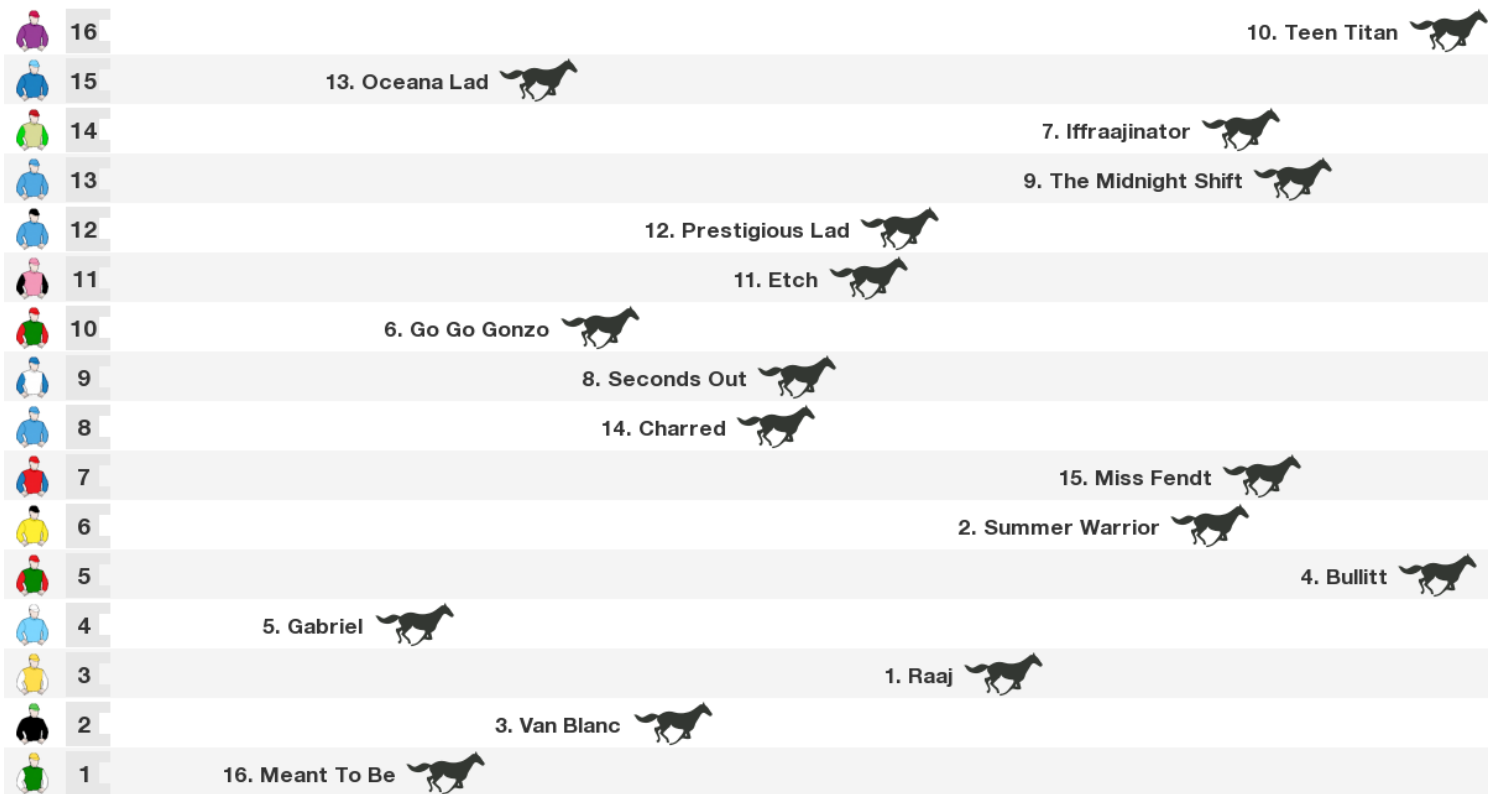 16 10. Teen Titan
15 13. Oceana Lad
14 7. Iffraajinator
13 9. The Midnight Shift
12 12. Prestigious Lad
11 11. Etch
10 6. Go Go Gonzo
9 8. Seconds Out
8 14. Charred
7 15. Miss Fendt
6 2. Summer Warrior
5 4. Bullitt
4 5. Gabriel
3 1. Raaj
2 3. Van Blanc
1 16. Meant To Be